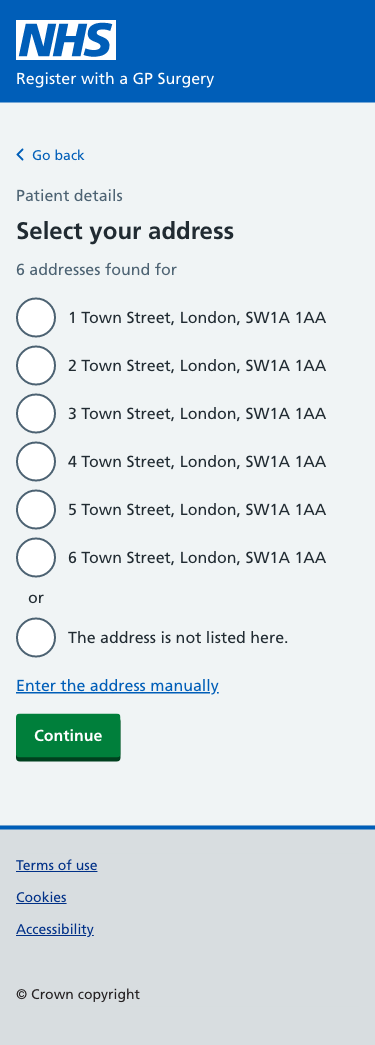 NHS
Register with a GP Surgery
Go back
Patient details
Select your address
6 addresses found for
1 Town Street, London, SW1A 1AA
2 Town Street, London, SW1A 1AA
3 Town Street, London, SW1A 1AA
4 Town Street, London, SW1A 1AA
5 Town Street, London, SW1A 1AA
6 Town Street, London, SW1A 1AA
or
The address is not listed here.
Enter the address manually
Continue
Terms of use
Cookies
Accessibility
© Crown copyright